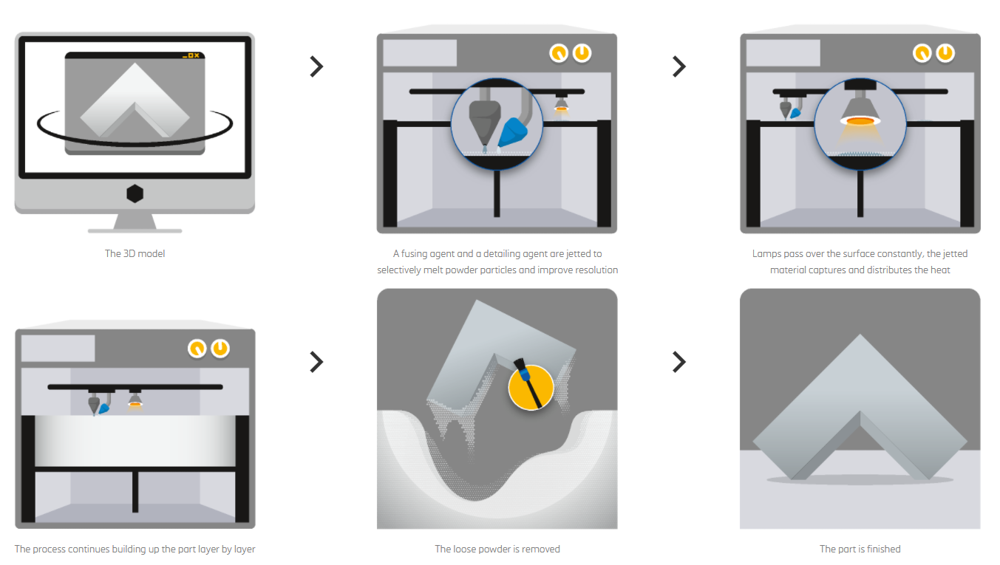 The 3D model
A fusing agent and a detailing agent are jetted to
selectively melt powder particles and improve resolution
Lamps pass over the surface constantly, the jetted
material captures and distributes the heat
The process continues building up the part layer by layer
The loose powder is removed
The part is finished